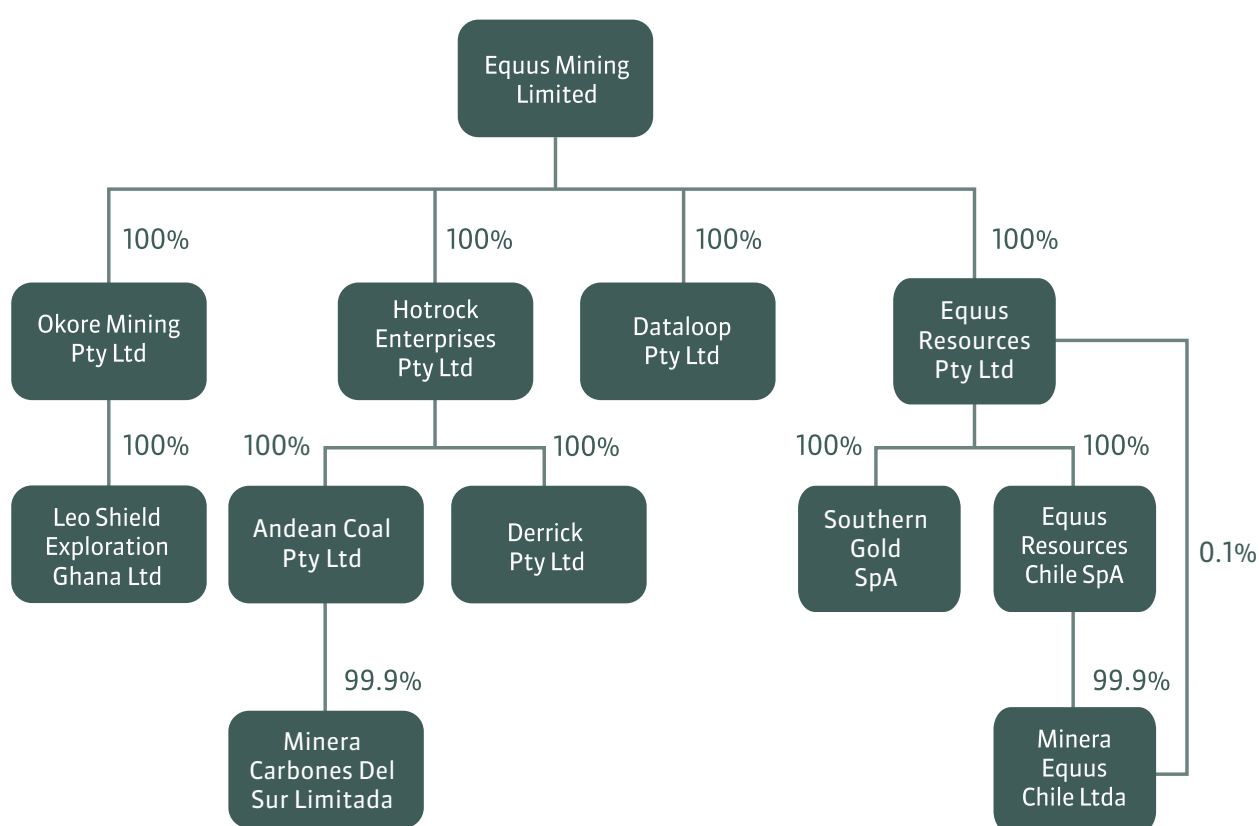 Equus Mining
Limited
100%
100%
100%
100%
Okore Mining
Pty Ltd
Hotrock
Enterprises
Pty Ltd
Dataloop
Pty Ltd
Equus
Resources
Pty Ltd
100%
100%
100%
100%
100%
Leo Shield
Exploration
Ghana Ltd
Andean Coal
Pty Ltd
Derrick
Pty Ltd
Southern
Gold
SpA
Equus
Resources
Chile SpA
0.1%
99.9%
99.9%
Minera
Carbones Del
Sur Limitada
Minera
Equus
Chile Ltda